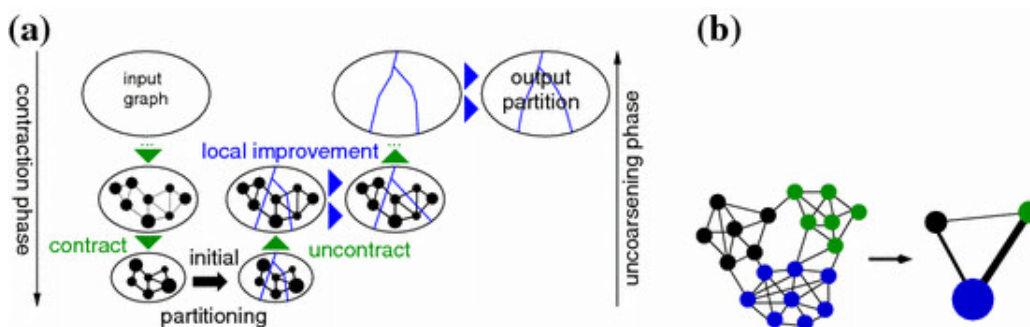 (a)
contraction phase
input
graph
...
contract
initial
partitioning
local improvement
...
uncontract
output
partition
uncoarsening phase
(b)